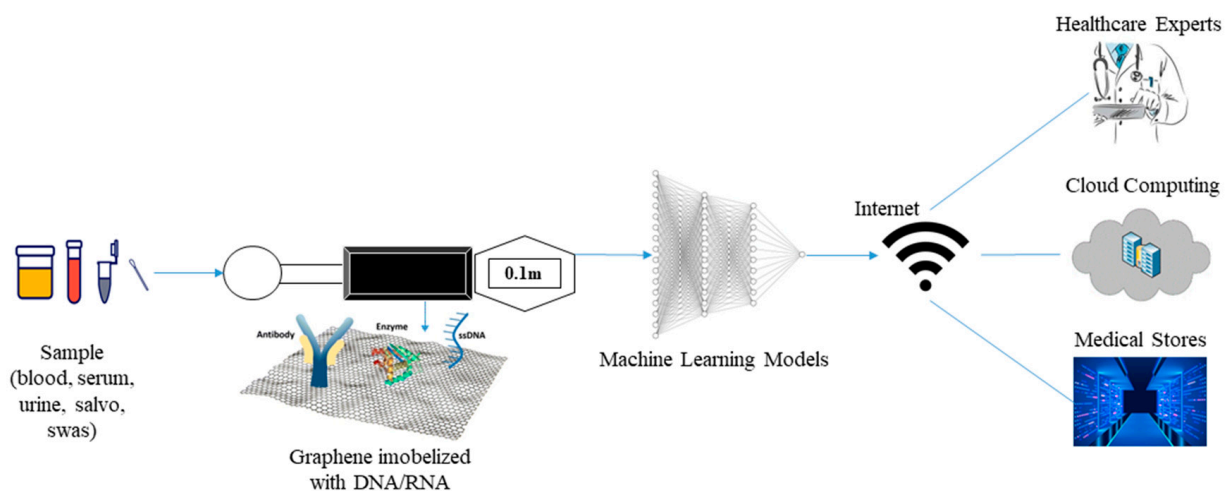 Healthcare Experts
Cloud Computing
Internet
0.1m
Antibody
Enzyme
ssDNA
Medical Stores
Sample
(blood, serum,
urine, salvo,
swas)
Machine Learning Models
Graphene imobelized
with DNA/RNA